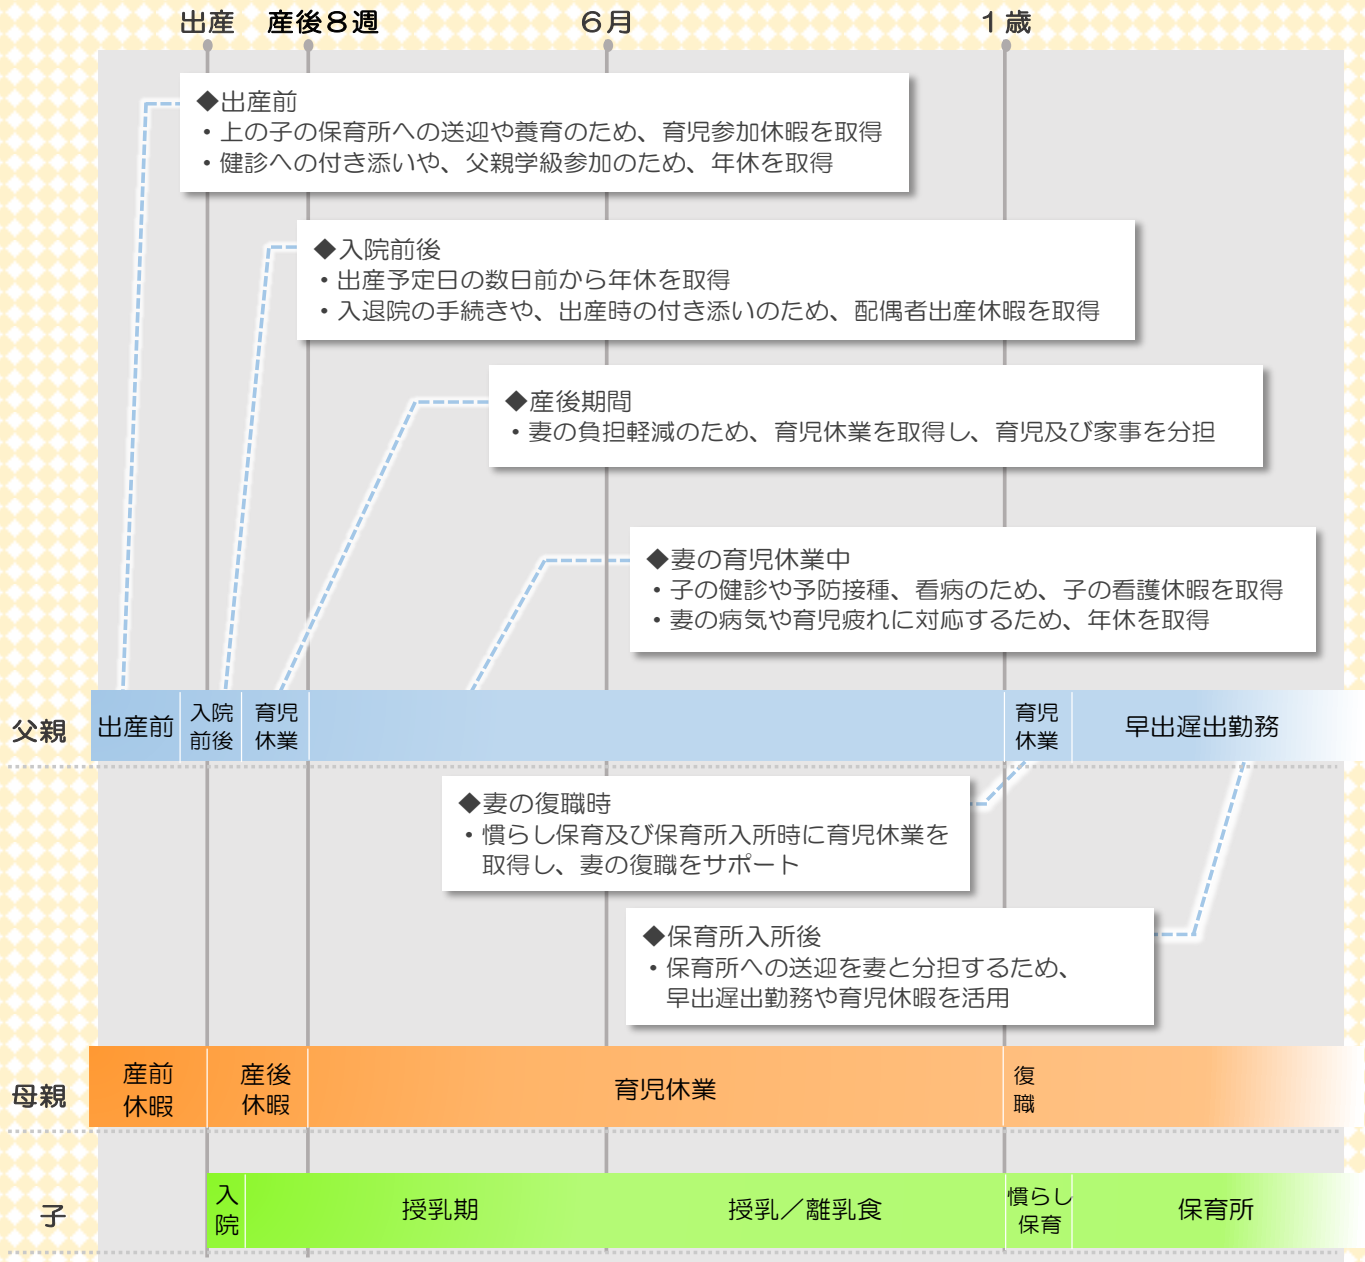 出産 産後８週 ６月 １歳
◆出産前
・上の子の保育所への送迎や養育のため、育児参加休暇を取得
・健診への付き添いや、父親学級参加のため、年休を取得
◆入院前後
・出産予定日の数日前から年休を取得
・入退院の手続きや、出産時の付き添いのため、配偶者出産休暇を取得
◆産後期間
・妻の負担軽減のため、育児休業を取得し、育児及び家事を分担
◆妻の育児休業中
・子の健診や予防接種、看病のため、子の看護休暇を取得
・妻の病気や育児疲れに対応するため、年休を取得
父親
出産前
入院
前後
育児
休業
育児
休業
早出遅出勤務
◆妻の復職時
・慣らし保育及び保育所入所時に育児休業を
取得し、妻の復職をサポート
◆保育所入所後
・保育所への送迎を妻と分担するため、
早出遅出勤務や育児休暇を活用
母親
産前
休暇
産後
休暇
育児休業
復
職
子
入
院
授乳期
授乳／離乳食
慣らし
保育
保育所